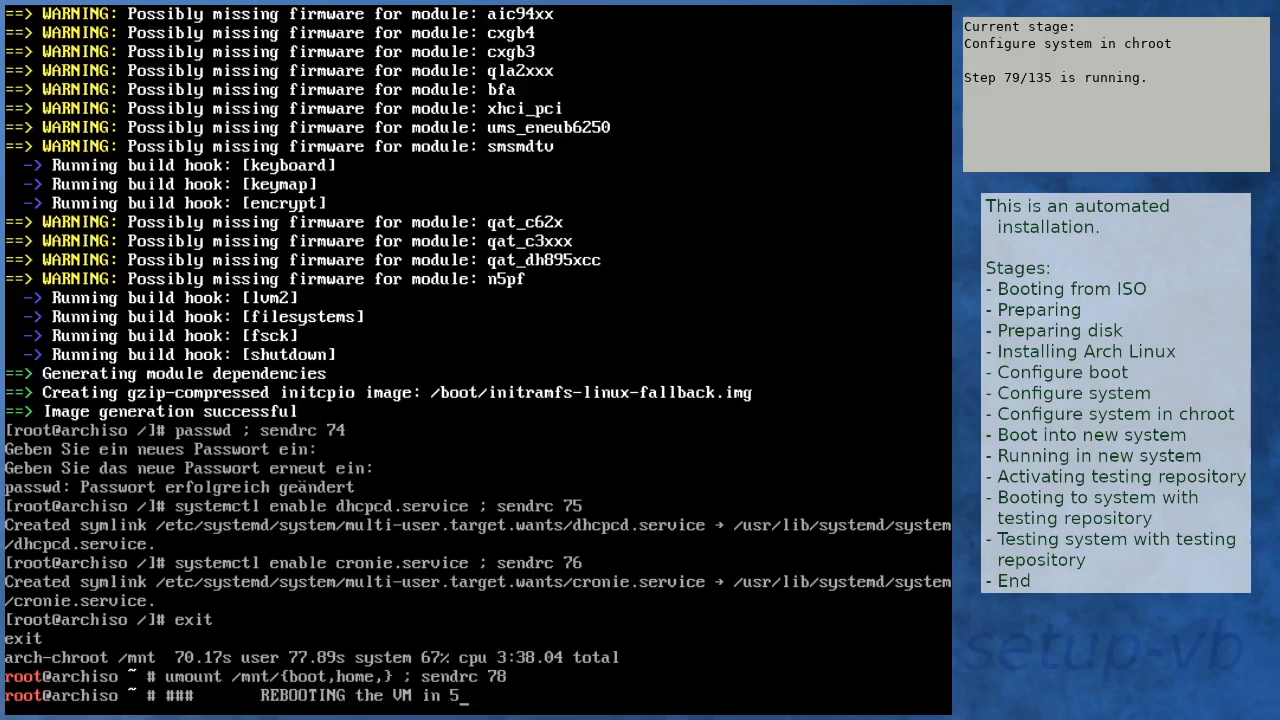 ==> WARNING: Possibly missing firmware for module: aic94xx
==> WARNING: Possibly missing firmware for module: cxgb4
==> WARNING: Possibly missing firmware for module: cxgb3
==> WARNING: Possibly missing firmware for module: qla2xxx
==> WARNING: Possibly missing firmware for module: bfa
==> WARNING: Possibly missing firmware for module: xhci_pci
==> WARNING: Possibly missing firmware for module: ums_eneub6250
==> WARNING: Possibly missing firmware for module: smsmdtv
  -> Running build hook: [keyboard]
  -> Running build hook: [keymap]
  -> Running build hook: [encrypt]
==> WARNING: Possibly missing firmware for module: qat_c62x
==> WARNING: Possibly missing firmware for module: qat_c3xxx
==> WARNING: Possibly missing firmware for module: qat_dh895xcc
==> WARNING: Possibly missing firmware for module: n5pf
  -> Running build hook: [lvm2]
  -> Running build hook: [filesystems]
  -> Running build hook: [fsck]
  -> Running build hook: [shutdown]
==> Generating module dependencies
==> Creating gzip-compressed initcpio image: /boot/initramfs-linux-fallback.img
==> Image generation successful
[root@archiso /]# passwd ; sendrc 74
Geben Sie ein neues Passwort ein:
Geben Sie das neue Passwort erneut ein:
passwd: Passwort erfolgreich geändert
[root@archiso /]# systemctl enable dhcpcd.service ; sendrc 75
Created symlink /etc/systemd/system/multi-user.target.wants/dhcpcd.service → /usr/lib/systemd/system
/dhcpcd.service.
[root@archiso /]# systemctl enable cronie.service ; sendrc 76
Created symlink /etc/systemd/system/multi-user.target.wants/cronie.service → /usr/lib/systemd/system
/cronie.service.
[root@archiso /]# exit
exit
arch-chroot /mnt  70.17s user 77.89s system 67% cpu 3:38.04 total
root@archiso ~ # umount /mnt/{boot,home,} ; sendrc 78
root@archiso ~ # ###       REBOOTING the VM in 5_
Current stage:
Configure system in chroot
Step 79/135 is running.
This is an automated
installation.
Stages:
- Booting from ISO
- Preparing
- Preparing disk
- Installing Arch Linux
- Configure boot
- Configure system
- Configure system in chroot
- Boot into new system
- Running in new system
- Activating testing repository
- Booting to system with
testing repository
- Testing system with testing
repository
- End
setup-vb